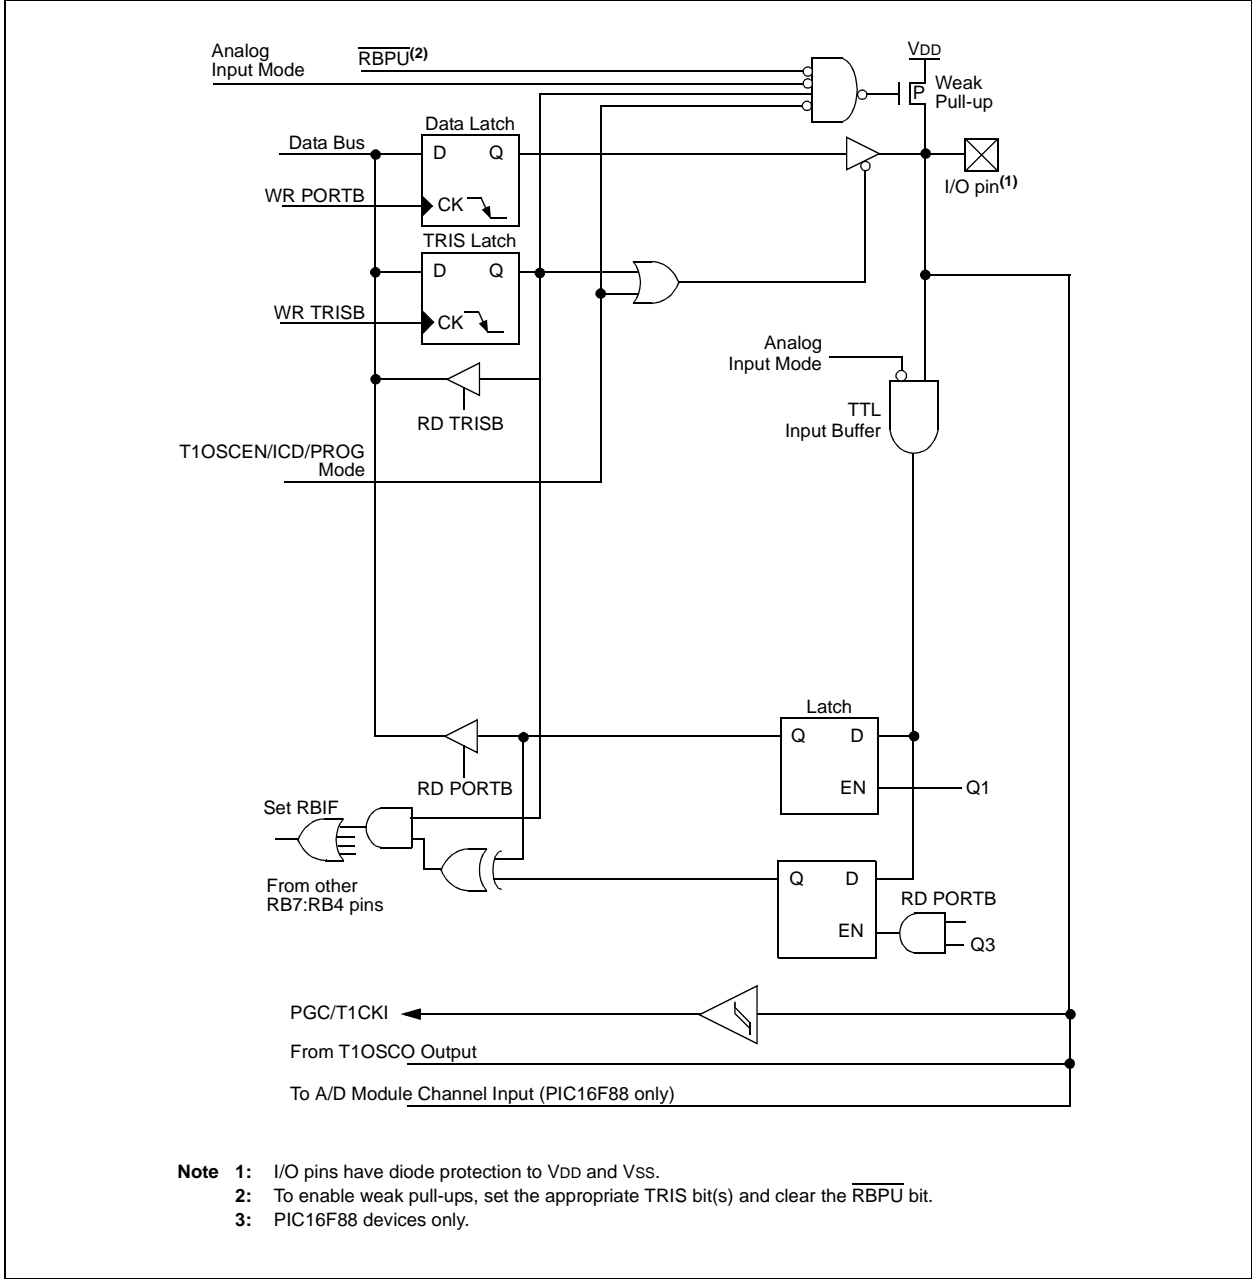 Analog
Input Mode
RBPU(2)
VDD
P
Weak
Pull-up
Data Latch
Data Bus
D
Q
I/O pin(1)
WR PORTB
CK
TRIS Latch
D
Q
WR TRISB
CK
Analog
Input Mode
RD TRISB
TTL
Input Buffer
T1OSCEN/ICD/PROG
Mode
Latch
Q
D
RD PORTB
EN
Q1
Set RBIF
From other
RB7:RB4 pins
Q
D
RD PORTB
EN
Q3
PGC/T1CKI
From T1OSCO Output
To A/D Module Channel Input (PIC16F88 only)
Note 1: I/O pins have diode protection to VDD and VSS.
2: To enable weak pull-ups, set the appropriate TRIS bit(s) and clear the RBPU bit.
3: PIC16F88 devices only.